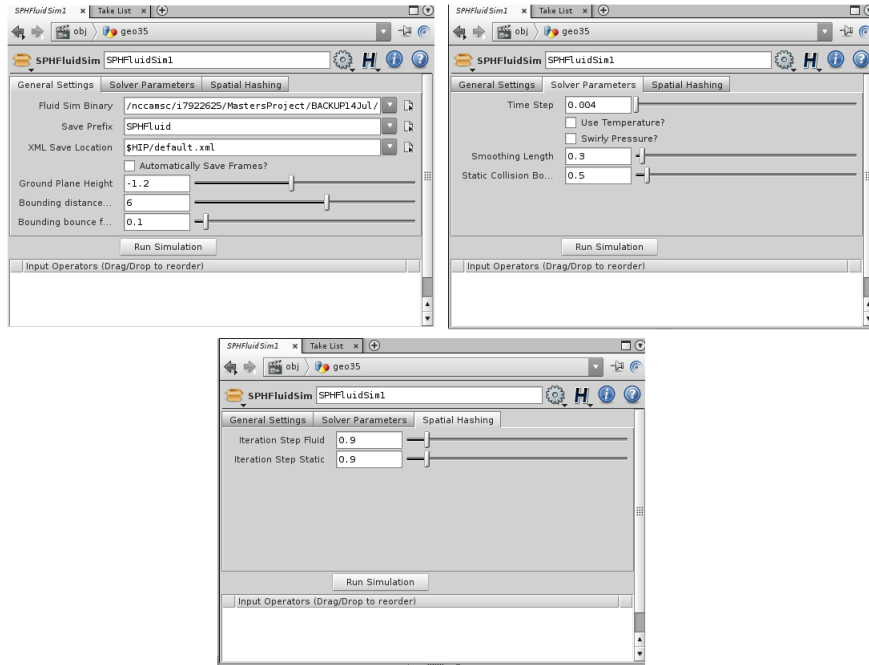 SPHFluidSim1 × Take List ×
obj geo35
SPHFluidSim SPHFluidSim1
General Settings Solver Parameters Spatial Hashing
Fluid Sim Binary /nccamsc/i7922625/MastersProject/BACKUP14Jul/
Save Prefix SPHFluid
XML Save Location $HIP/default.xml
Automatically Save Frames?
Ground Plane Height -1.2
Bounding distance... 6
Bounding bounce f... 0.1
Run Simulation
Input Operators (Drag/Drop to reorder)
SPHFluidSim1 × Take List ×
obj geo35
SPHFluidSim SPHFluidSim1
General Settings Solver Parameters Spatial Hashing
Time Step 0.004
Use Temperature?
Swirly Pressure?
Smoothing Length 0.3
Static Collision Bo... 0.5
Run Simulation
Input Operators (Drag/Drop to reorder)
SPHFluidSim1 × Take List ×
obj geo35
SPHFluidSim SPHFluidSim1
General Settings Solver Parameters Spatial Hashing
Iteration Step Fluid 0.9
Iteration Step Static 0.9
Run Simulation
Input Operators (Drag/Drop to reorder)